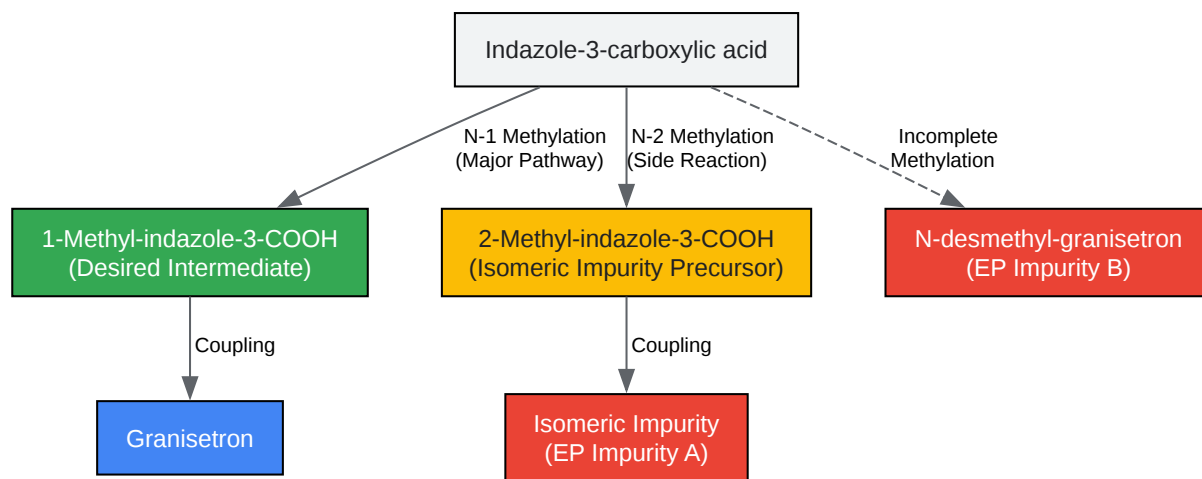 Indazole-3-carboxylic acid
N-1 Methylation
(Major Pathway)
N-2 Methylation
(Side Reaction)
Incomplete
Methylation
1-Methyl-indazole-3-COOH
(Desired Intermediate)
2-Methyl-indazole-3-COOH
(Isomeric Impurity Precursor)
N-desmethyl-granisetron
(EP Impurity B)
Coupling
Coupling
Granisetron
Isomeric Impurity
(EP Impurity A)